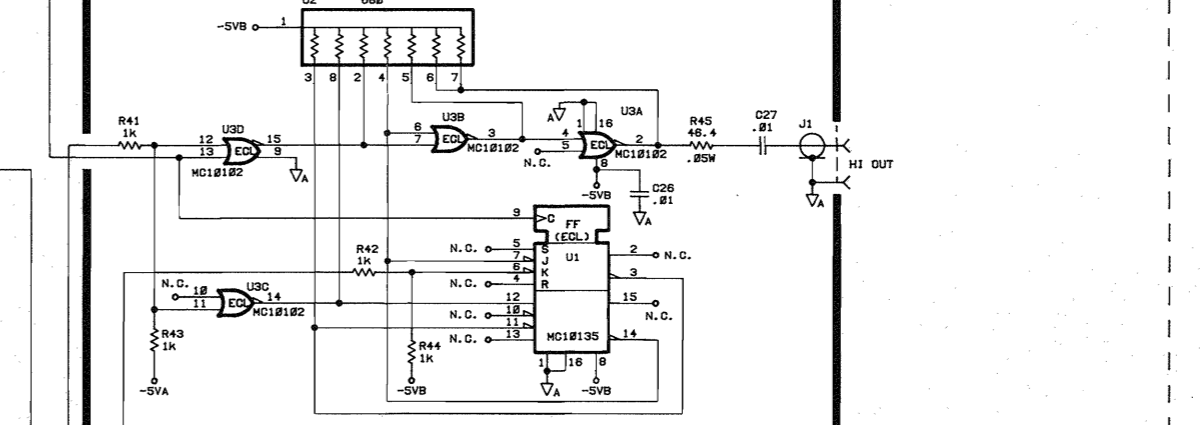 -5VB
1
3 8 2 4 5 6 7
A
1
16
U3A
C27
.01
J1
R41
1k
U3D
12
13
ECL
15
9
MC10102
A
U3B
6
7
ECL
3
MC10102
4
5
ECL
2
MC10102
N.C.
8
-5VB
R45
46.4
.05W
HI OUT
A
C26
.01
A
9
C
FF
(ECL)
U1
N.C. 5 S
7 J
6 K
N.C. 4 R
2 N.C.
3
R42
1k
N.C.
10
11
U3C
ECL
14
MC10102
12
N.C. 10
11
N.C. 13
15
N.C.
MC10135
14
R43
1k
-5VA
R44
1k
-5VB
1
16
8
A
-5VB